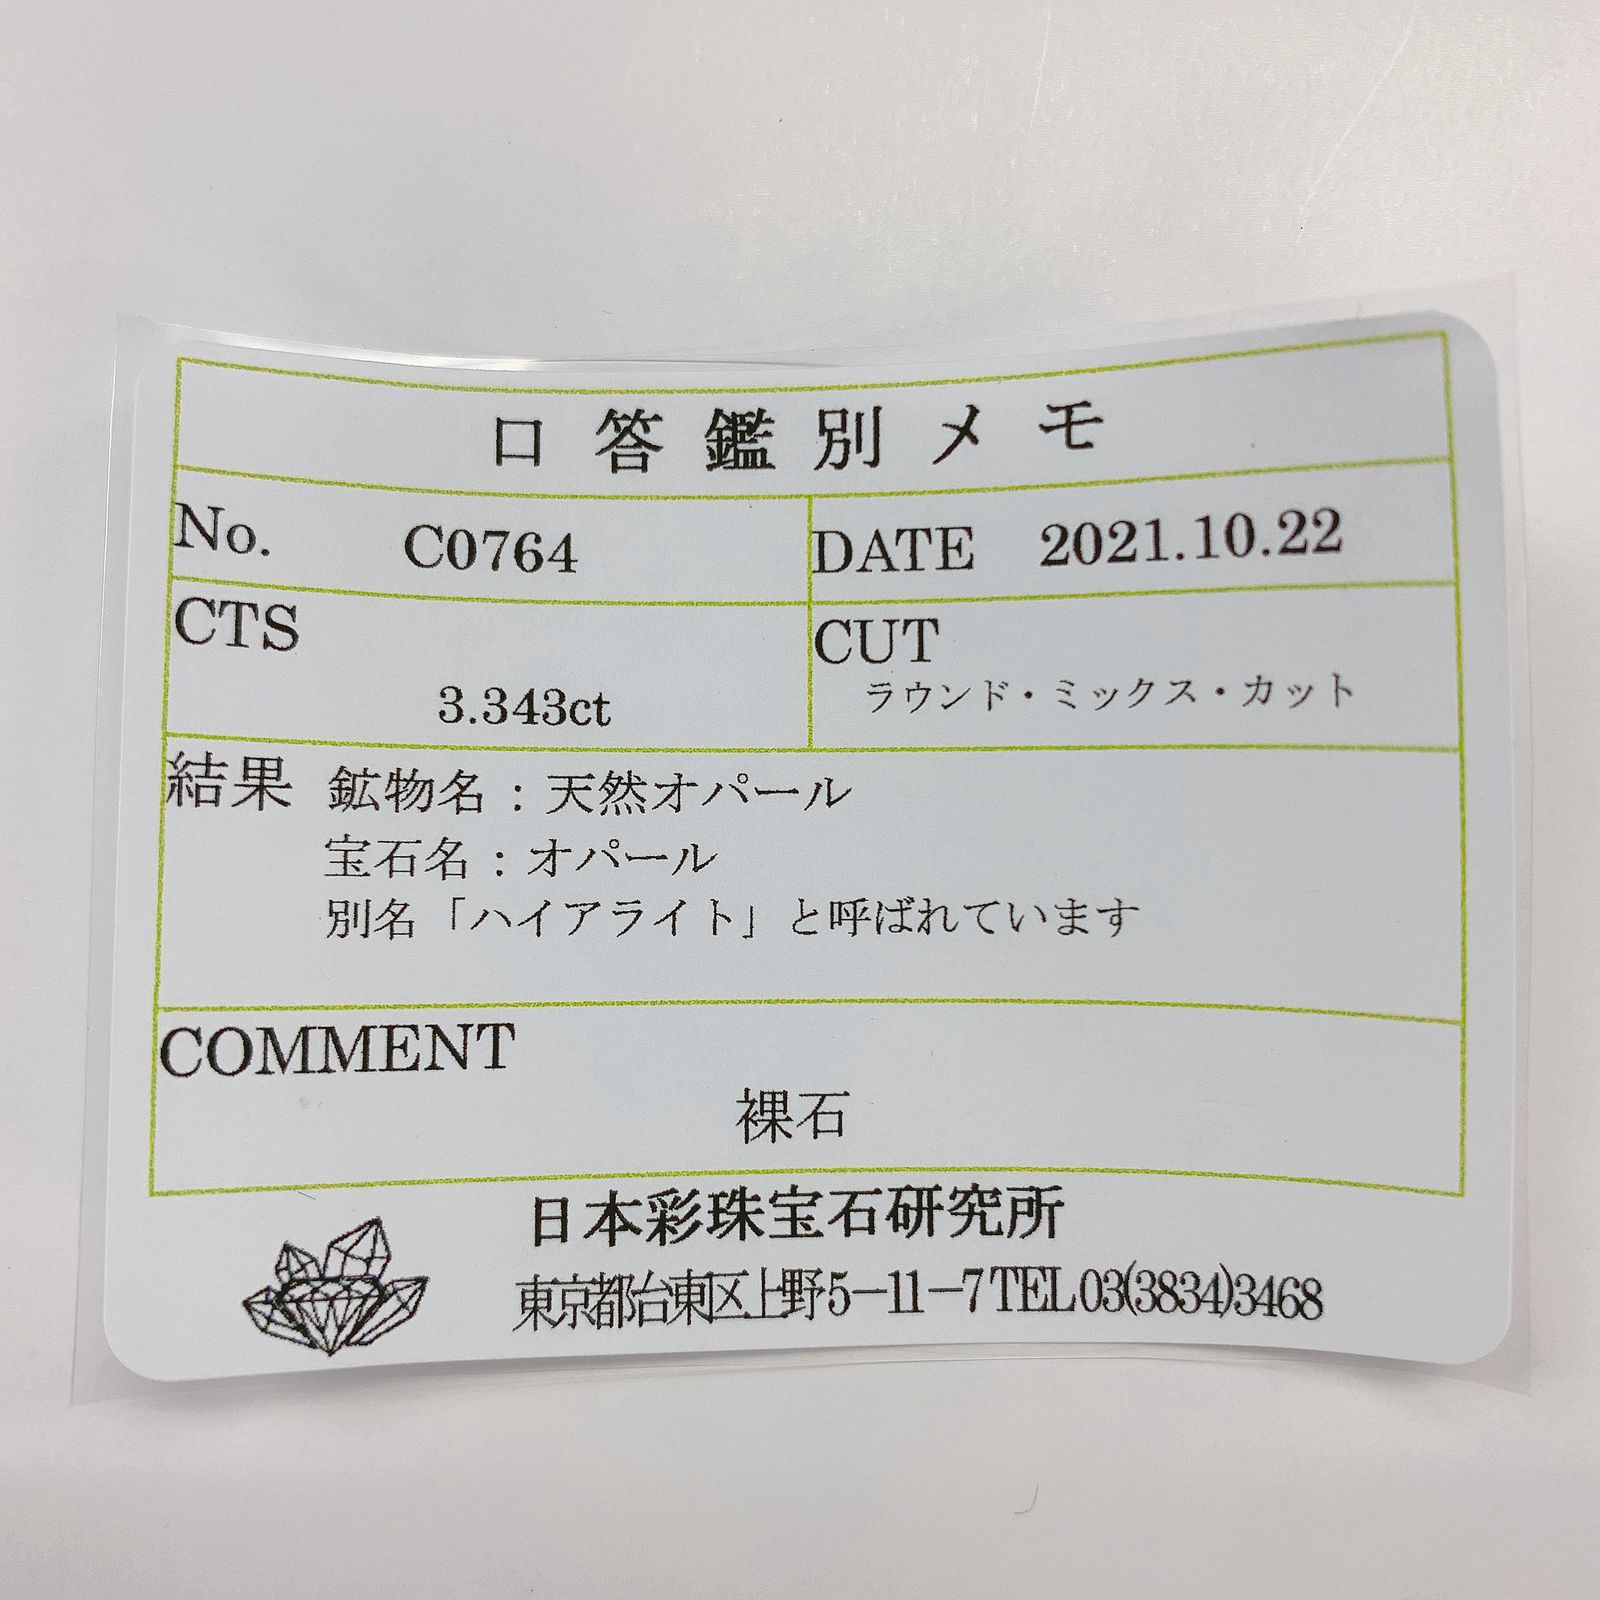 口答鑑別メモ
No. C0764
DATE 2021.10.22
CTS
3.343ct
CUT
ラウンド・ミックス・カット
結果 鉱物名：天然オパール
宝石名：オパール
別名「ハイアライト」と呼ばれています
COMMENT
裸石
日本彩珠宝石研究所
東京都台東区上野5－11－7 TEL 03(3834)3468